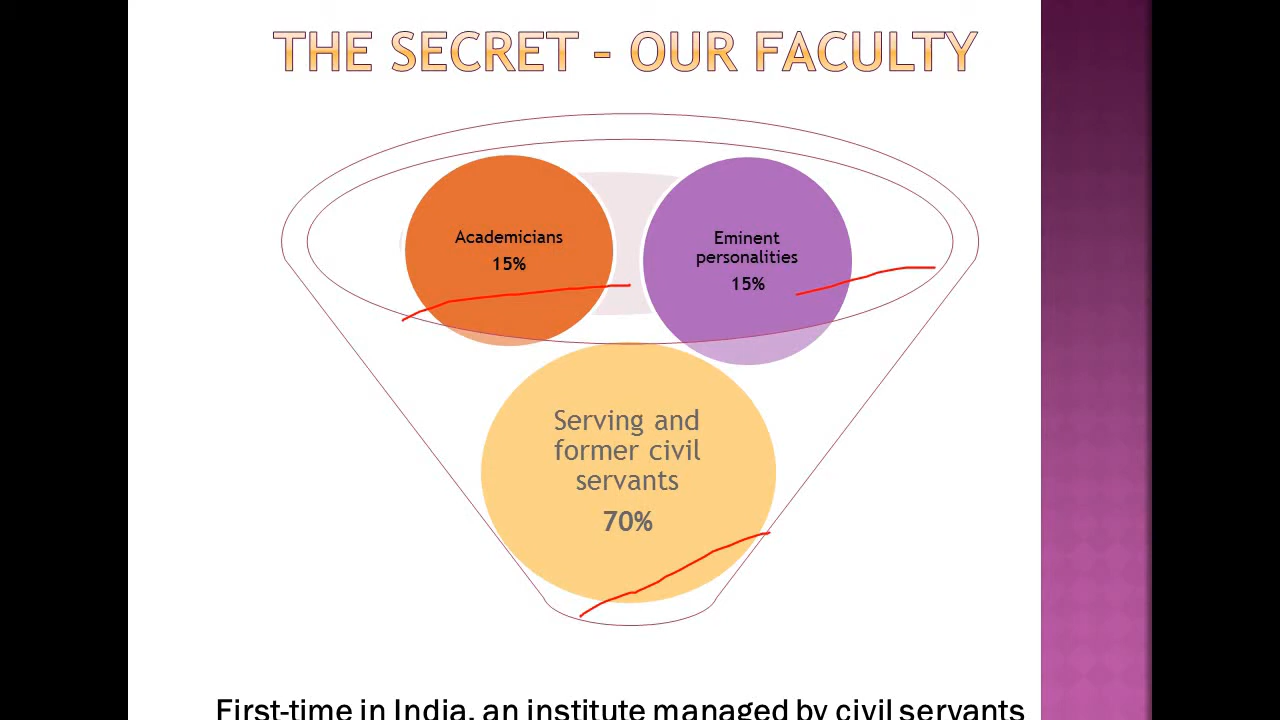 THE SECRET – OUR FACULTY
Academicians
15%
Eminent
personalities
15%
Serving and
former civil
servants
70%
First-time in India, an institute managed by civil servants